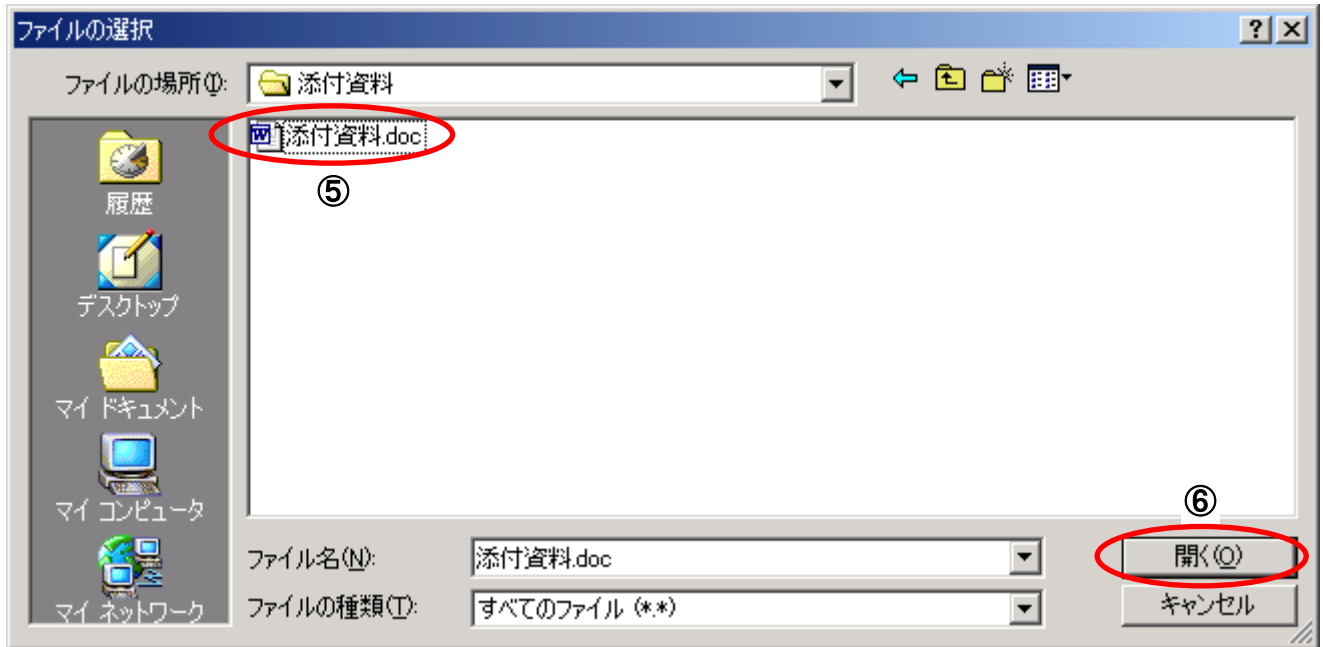 ファイルの選択
ファイルの場所(I):
添付資料
添付資料.doc
⑤
履歴
デスクトップ
マイ ドキュメント
マイ コンピュータ
マイ ネットワーク
⑥
ファイル名(N):
添付資料.doc
開く(O)
ファイルの種類(T):
すべてのファイル (*.*)
キャンセル